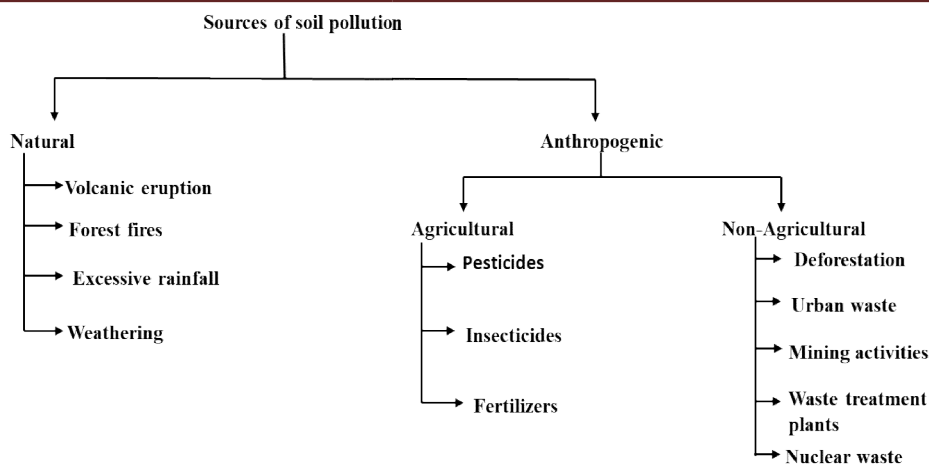 Sources of soil pollution
Natural
Volcanic eruption
Forest fires
Excessive rainfall
Weathering
Anthropogenic
Agricultural
Pesticides
Insecticides
Fertilizers
Non-Agricultural
Deforestation
Urban waste
Mining activities
Waste treatment
plants
Nuclear waste